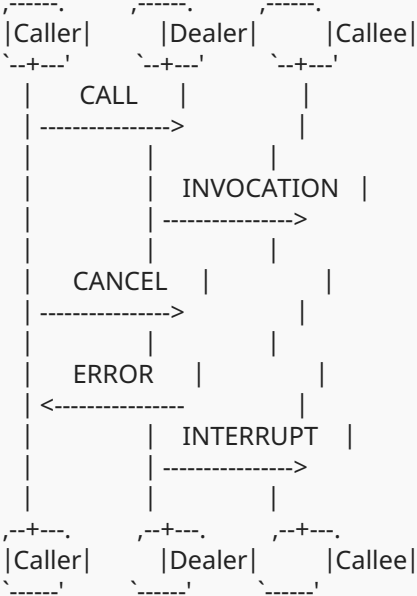 ,------.          ,------.          ,------.
|Caller|          |Dealer|          |Callee|
`--+---'          `--+---'          `--+---'
   |       CALL      |                 |
   | ---------------->                 |
   |                 |                 |
   |                 |    INVOCATION   |
   |                 | ---------------->
   |                 |                 |
   |      CANCEL     |                 |
   | ---------------->                 |
   |                 |                 |
   |      ERROR      |                 |
   | <----------------                 |
   |                 |    INTERRUPT    |
   |                 | ---------------->
   |                 |                 |
,--+---.          ,--+---.          ,--+---.
|Caller|          |Dealer|          |Callee|
`------'          `------'          `------'